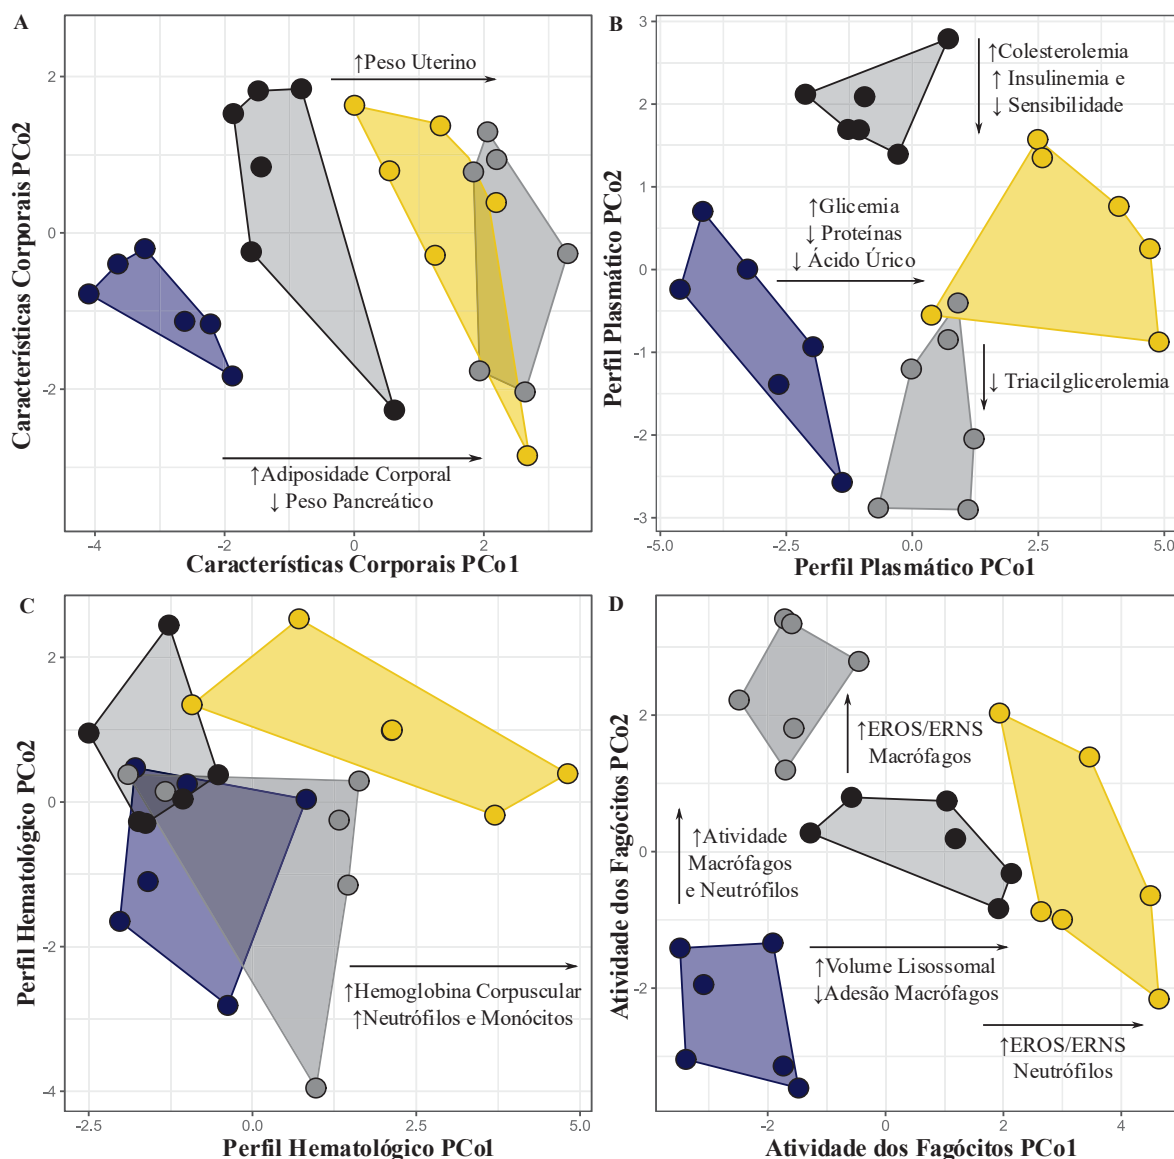 A
Características Corporais PCo2
2
0
-2
↑Peso Uterino
↑Adiposidade Corporal
↓ Peso Pancreático
-4
-2
0
2
Características Corporais PCo1
B
Perfil Plasmático PCo2
3
2
1
0
-1
-2
-3
↑Colesterolemia
↑ Insulinemia e
↓ Sensibilidade
↑Glicemia
↓ Proteínas
↓ Ácido Úrico
↓ Triacilglicerolemia
-5.0
-2.5
0.0
2.5
5.0
Perfil Plasmático PCo1
C
Perfil Hematológico PCo2
2
0
-2
-4
↑Hemoglobina Corpuscular
↑Neutrófilos e Monócitos
-2.5
0.0
2.5
5.0
Perfil Hematológico PCo1
D
Atividade dos Fagócitos PCo2
2
0
-2
↑EROS/ERNS
Macrófagos
↑Atividade
Macrófagos
e Neutrófilos
↑Volume Lisossomal
↓Adesão Macrófagos
↑EROS/ERNS
Neutrófilos
-2
0
2
4
Atividade dos Fagócitos PCo1